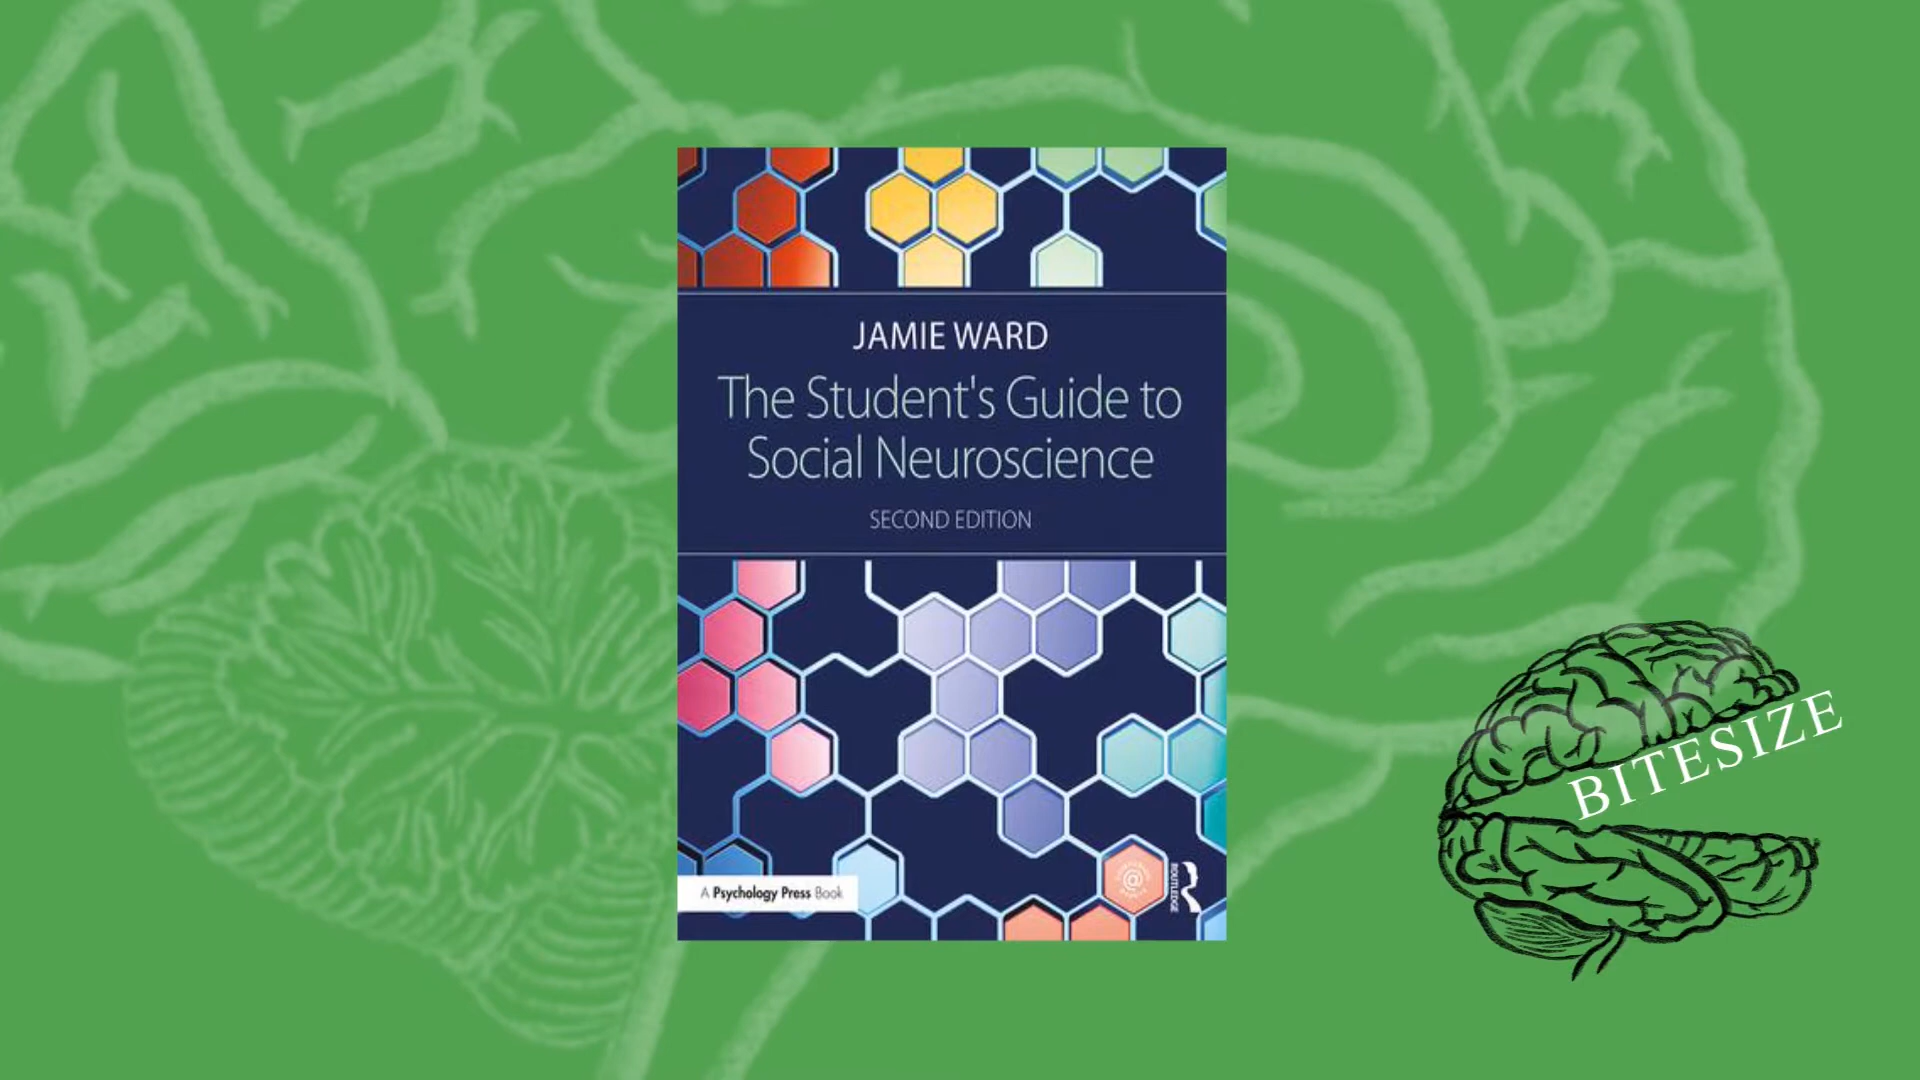 JAMIE WARD
The Student's Guide to
Social Neuroscience
SECOND EDITION
A Psychology Press Book
@
ROUTLEDGE
BITESIZE